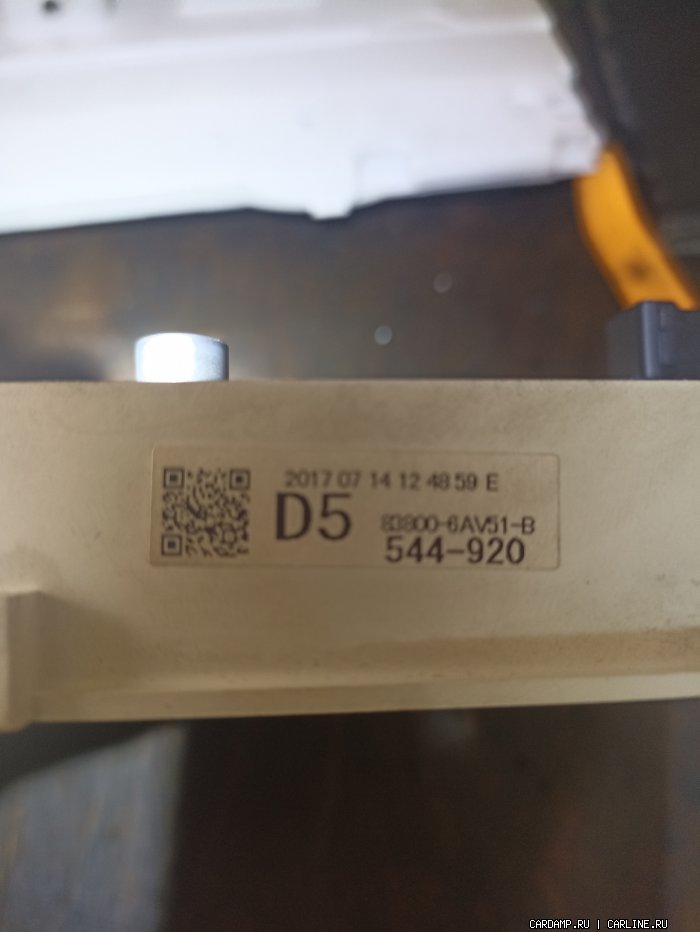 2017 07 14 12 48 59 E
D5
83800-6AV51-B
544-920
CARDAMP.RU | CARLINE.RU